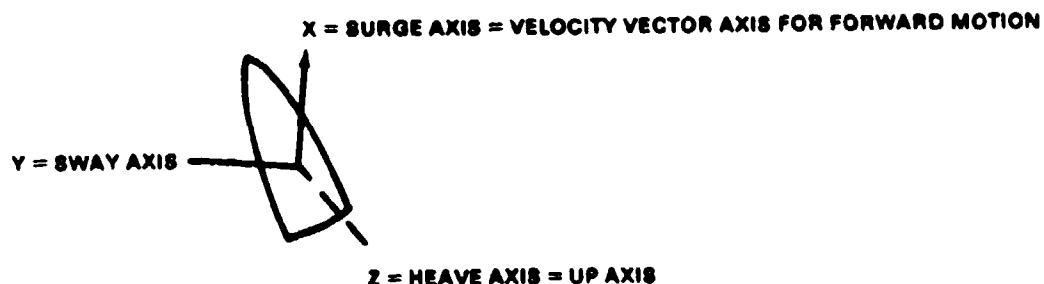 X = SURGE AXIS = VELOCITY VECTOR AXIS FOR FORWARD MOTION
Y = SWAY AXIS
Z = HEAVE AXIS = UP AXIS